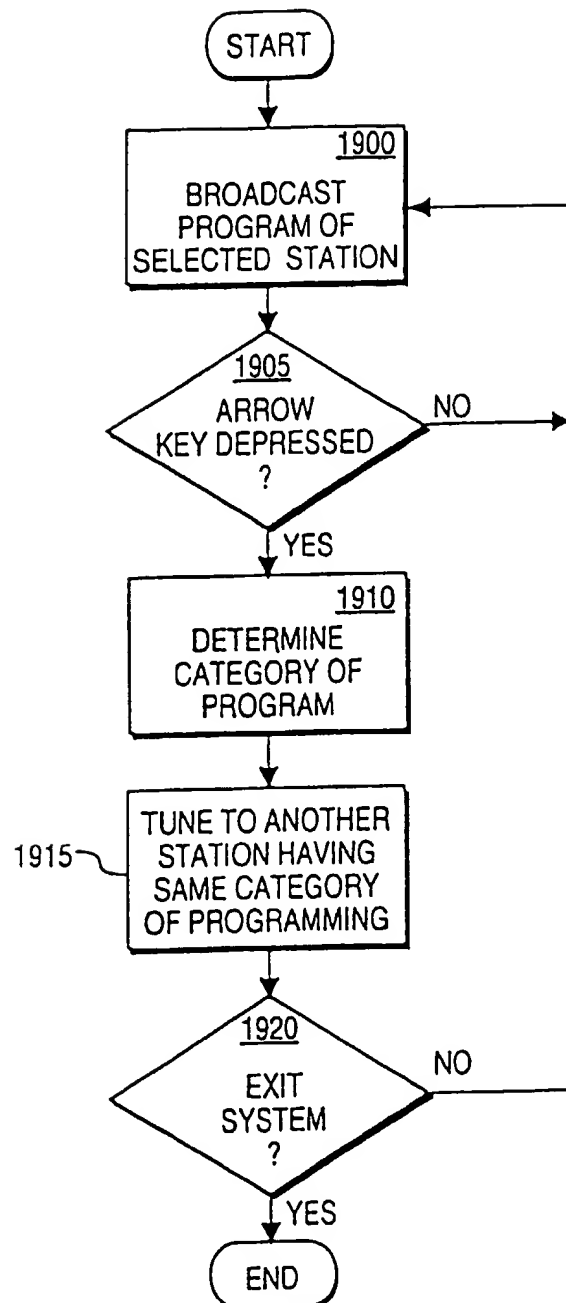 START
1900
BROADCAST
PROGRAM OF
SELECTED STATION
1905
ARROW
KEY DEPRESSED
?
NO
YES
1910
DETERMINE
CATEGORY OF
PROGRAM
1915
TUNE TO ANOTHER
STATION HAVING
SAME CATEGORY
OF PROGRAMMING
1920
EXIT
SYSTEM
?
NO
YES
END